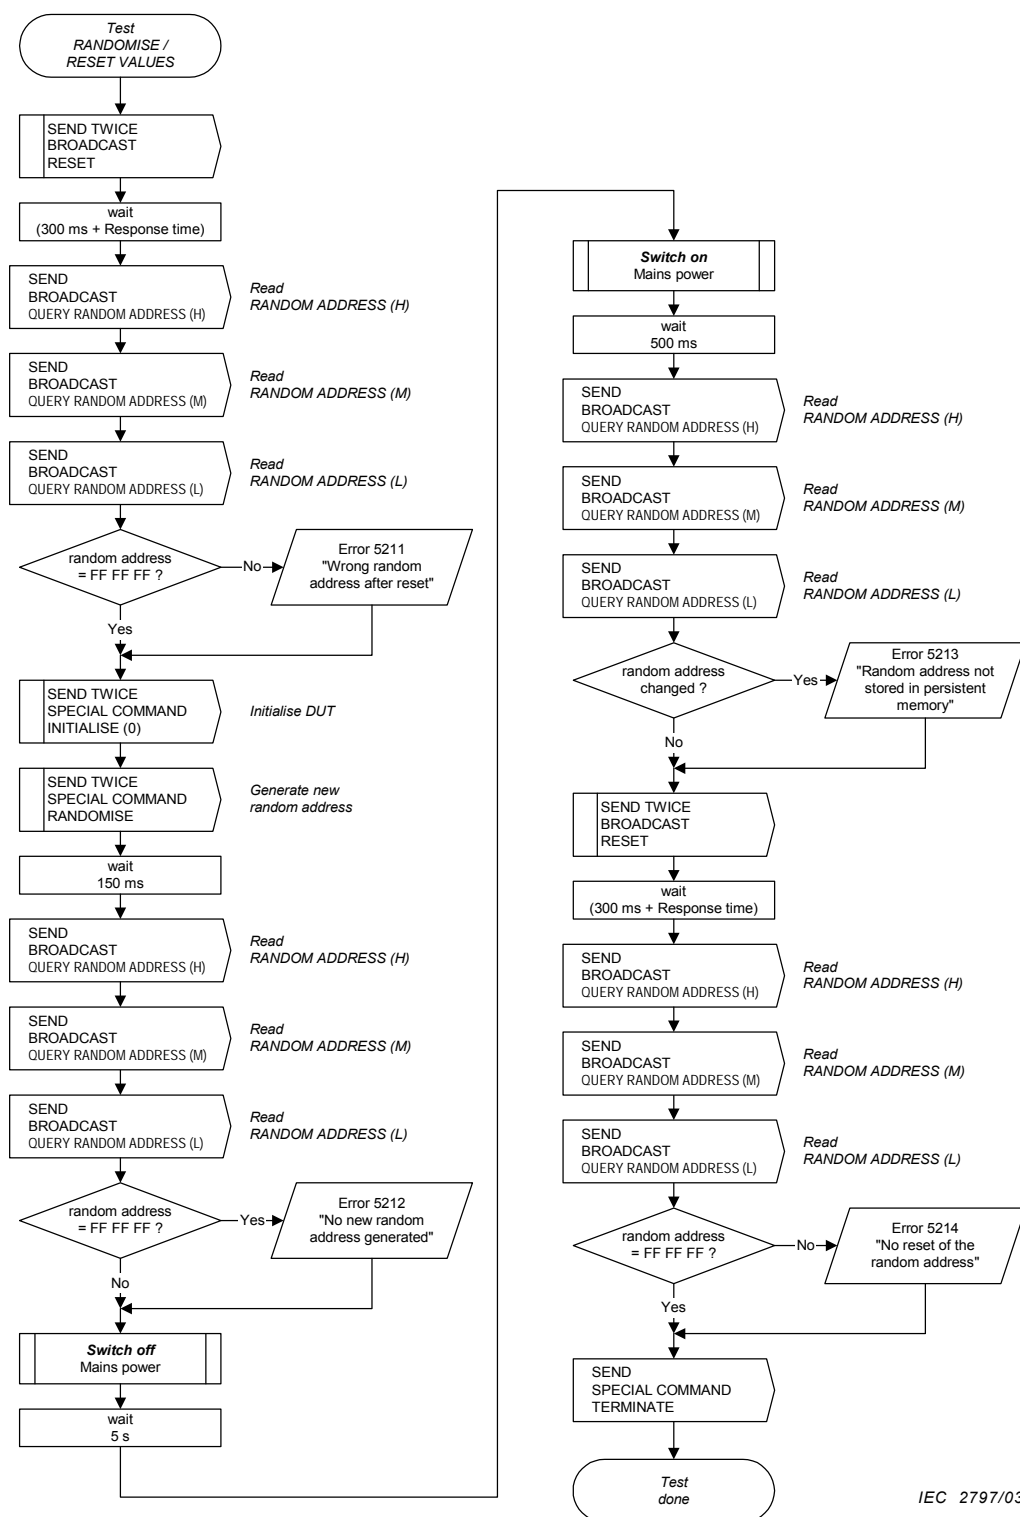 Test
RANDOMISE /
RESET VALUES
SEND TWICE
BROADCAST
RESET
wait
(300 ms + Response time)
SEND
BROADCAST
QUERY RANDOM ADDRESS (H)
Read
RANDOM ADDRESS (H)
SEND
BROADCAST
QUERY RANDOM ADDRESS (M)
Read
RANDOM ADDRESS (M)
SEND
BROADCAST
QUERY RANDOM ADDRESS (L)
Read
RANDOM ADDRESS (L)
random address
= FF FF FF ?
No
Error 5211
"Wrong random
address after reset"
Yes
SEND TWICE
SPECIAL COMMAND
INITIALISE (0)
Initialise DUT
SEND TWICE
SPECIAL COMMAND
RANDOMISE
Generate new
random address
wait
150 ms
SEND
BROADCAST
QUERY RANDOM ADDRESS (H)
Read
RANDOM ADDRESS (H)
SEND
BROADCAST
QUERY RANDOM ADDRESS (M)
Read
RANDOM ADDRESS (M)
SEND
BROADCAST
QUERY RANDOM ADDRESS (L)
Read
RANDOM ADDRESS (L)
random address
= FF FF FF ?
Yes
Error 5212
"No new random
address generated"
No
Switch off
Mains power
wait
5 s
Switch on
Mains power
wait
500 ms
SEND
BROADCAST
QUERY RANDOM ADDRESS (H)
Read
RANDOM ADDRESS (H)
SEND
BROADCAST
QUERY RANDOM ADDRESS (M)
Read
RANDOM ADDRESS (M)
SEND
BROADCAST
QUERY RANDOM ADDRESS (L)
Read
RANDOM ADDRESS (L)
random address
changed ?
Yes
Error 5213
"Random address not
stored in persistent
memory"
No
SEND TWICE
BROADCAST
RESET
wait
(300 ms + Response time)
SEND
BROADCAST
QUERY RANDOM ADDRESS (H)
Read
RANDOM ADDRESS (H)
SEND
BROADCAST
QUERY RANDOM ADDRESS (M)
Read
RANDOM ADDRESS (M)
SEND
BROADCAST
QUERY RANDOM ADDRESS (L)
Read
RANDOM ADDRESS (L)
random address
= FF FF FF ?
No
Error 5214
"No reset of the
random address"
Yes
SEND
SPECIAL COMMAND
TERMINATE
Test
done
IEC 2797/03